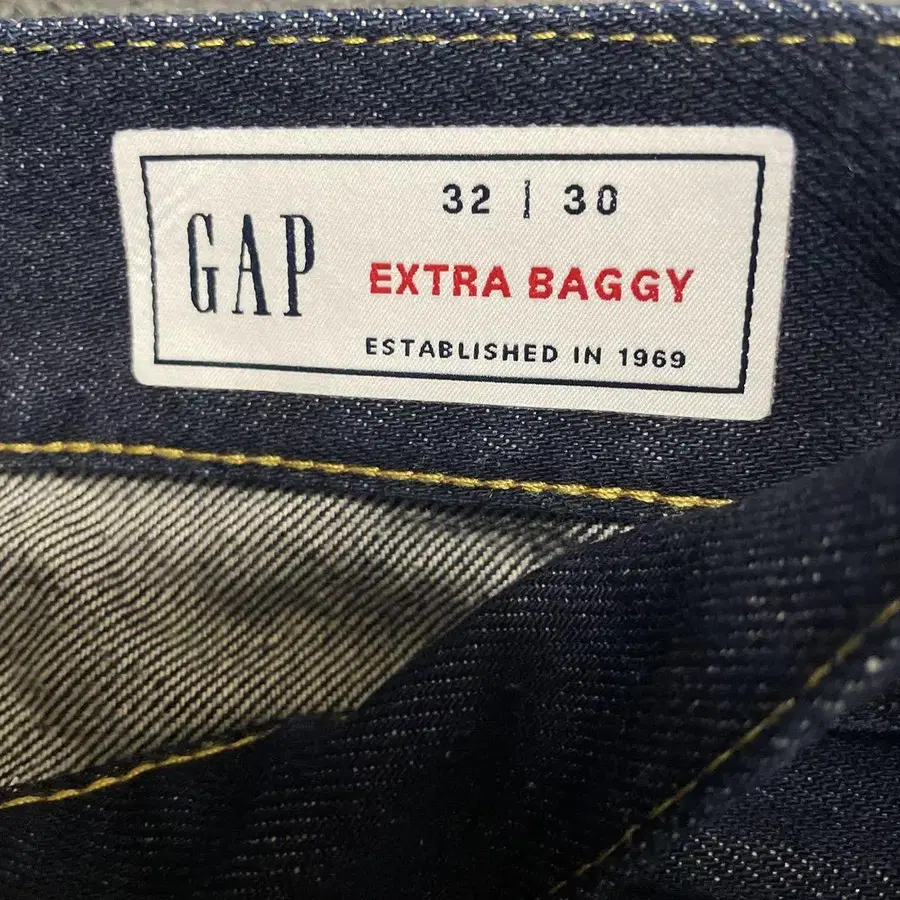 GAP
32 | 30
EXTRA BAGGY
ESTABLISHED IN 1969